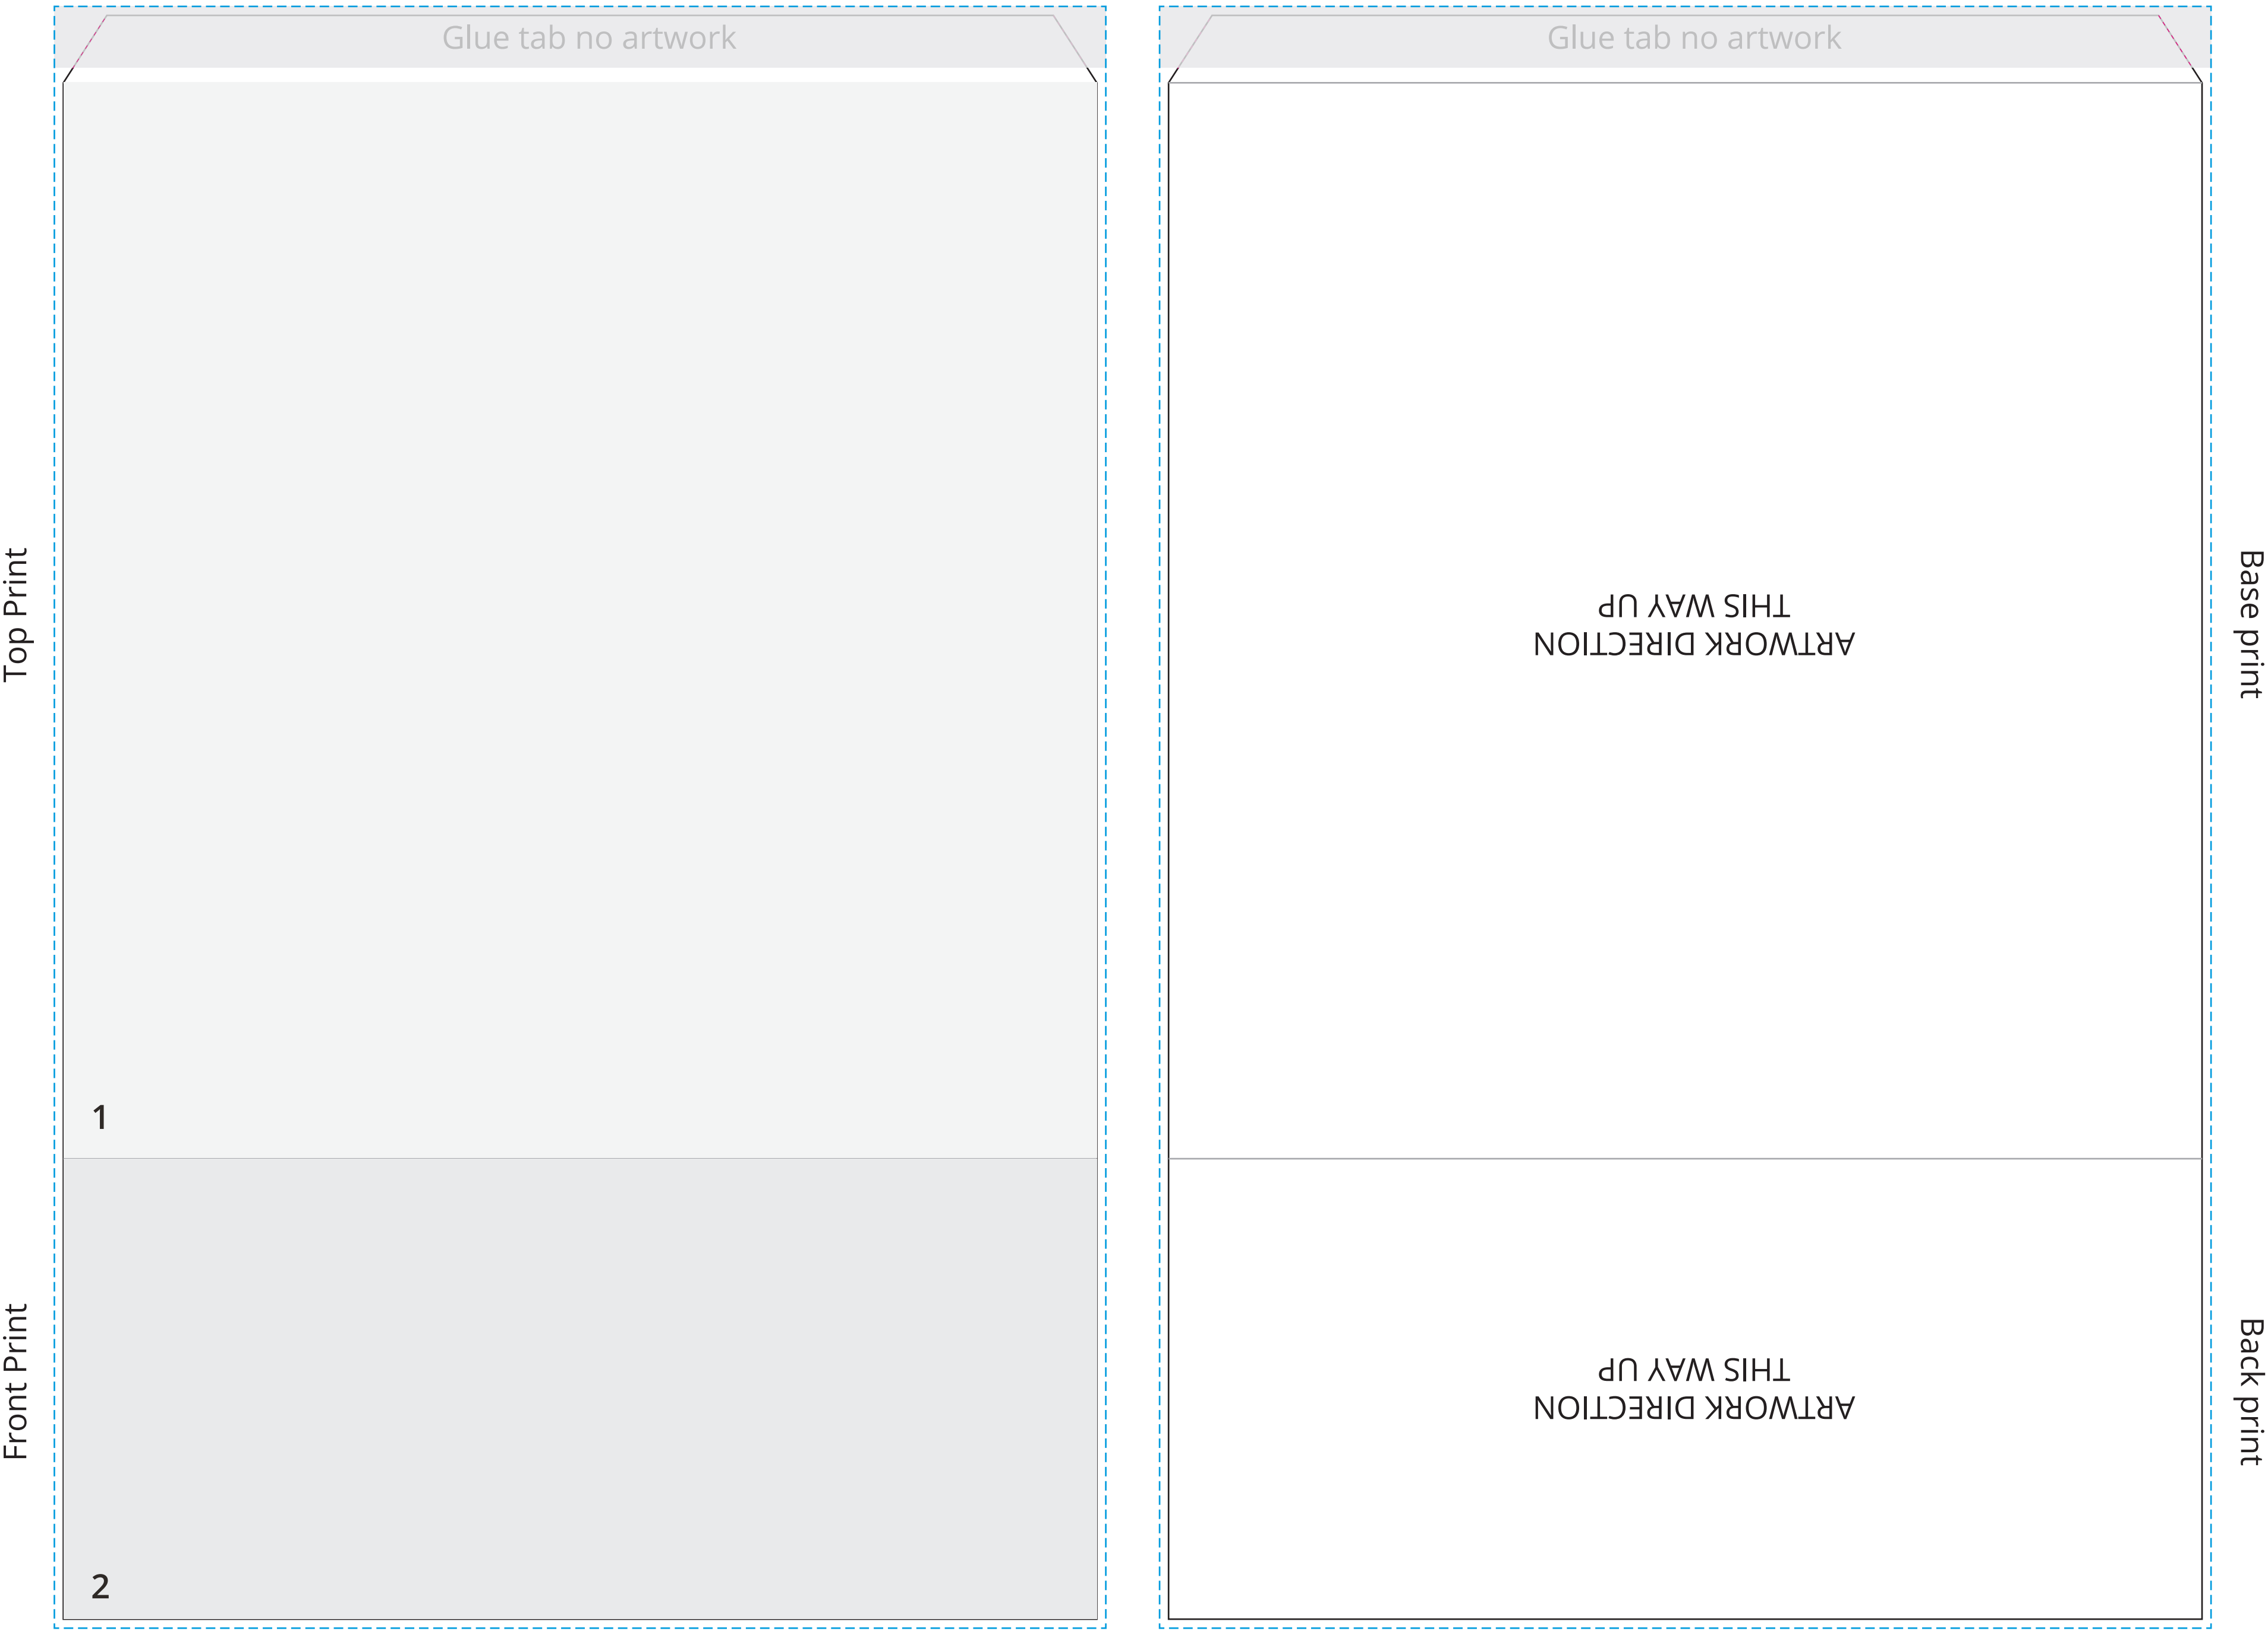 Glue tab no artwork
Glue tab no artwork
Top Print
Base print
ARTWORK DIRECTION
THIS WAY UP
1
Front Print
Back print
ARTWORK DIRECTION
THIS WAY UP
2